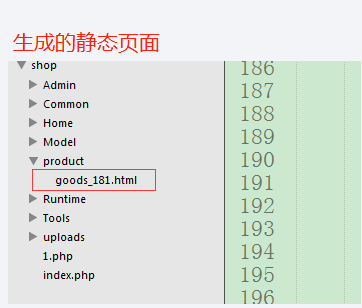 生成的静态页面
shop
Admin
Common
Home
Model
product
goods_181.html
Runtime
Tools
uploads
1.php
index.php
186
187
188
189
190
191
192
193
194
195
196